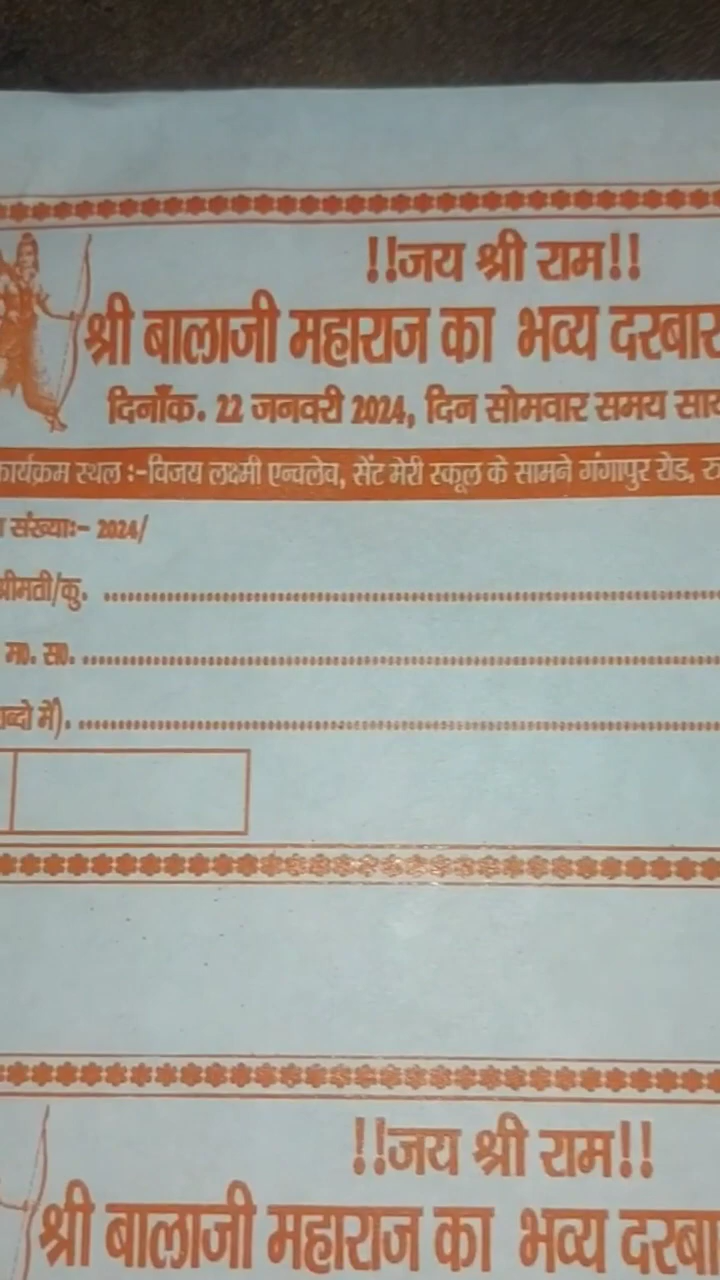 !!जय श्री राम!!
श्री बालाजी महाराज का भव्य दरबार
दिनाँक. 22 जनवरी 2024, दिन सोमवार समय
कार्यक्रम स्थल :-विजय लक्ष्मी एन्क्लेव, सेंट मेरी स्कूल के सामने गंगापुर रोड,
संख्याः- 2024/
श्रीमती/कु.
मो. सं.
में).
!!जय श्री राम!!
श्री बालाजी महाराज का भव्य